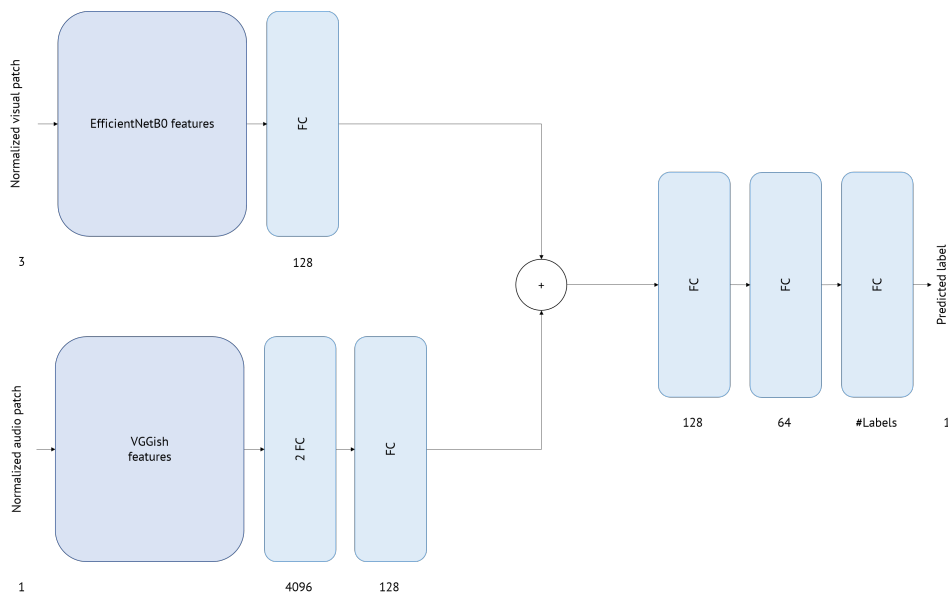 Normalized visual patch
EfficientNetB0 features
FC
3
128
+
Normalized audio patch
VGGish
features
2 FC
FC
1
4096
128
FC
FC
FC
Predicted label
128
64
#Labels
1